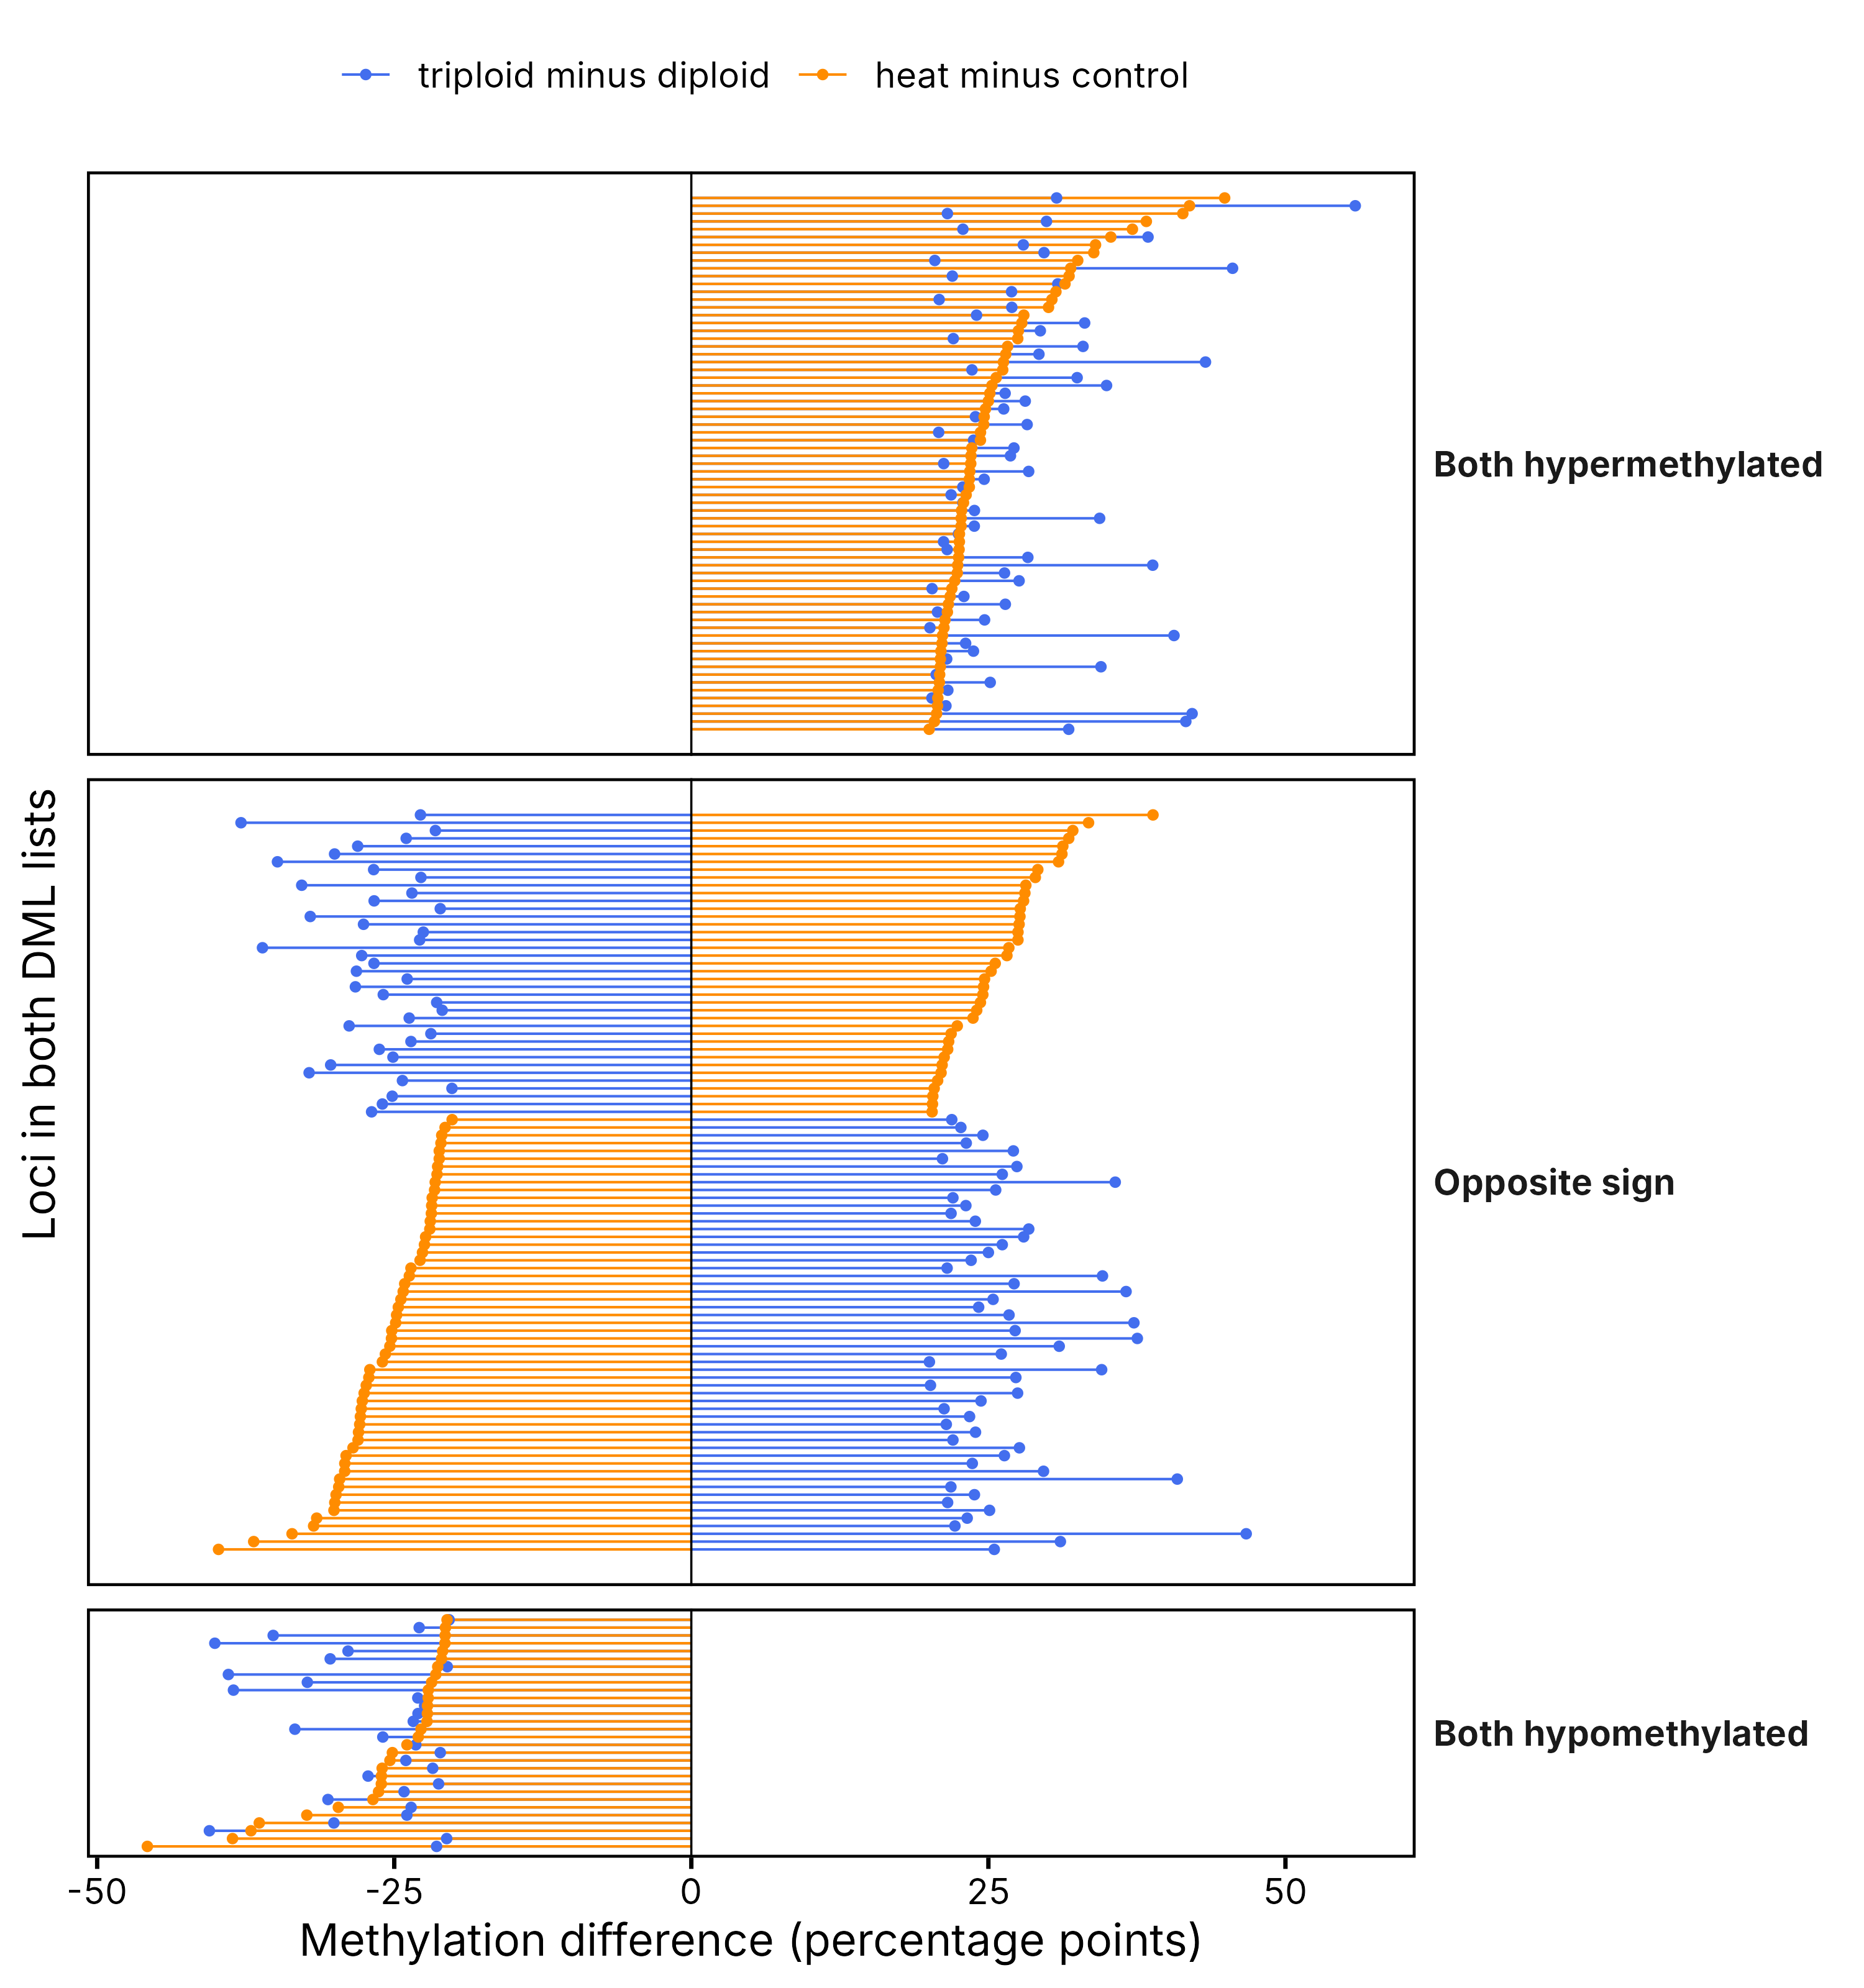 triploid minus diploid
heat minus control
Both hypermethylated
Loci in both DML lists
Opposite sign
Both hypomethylated
-50 -25 0 25 50
Methylation difference (percentage points)